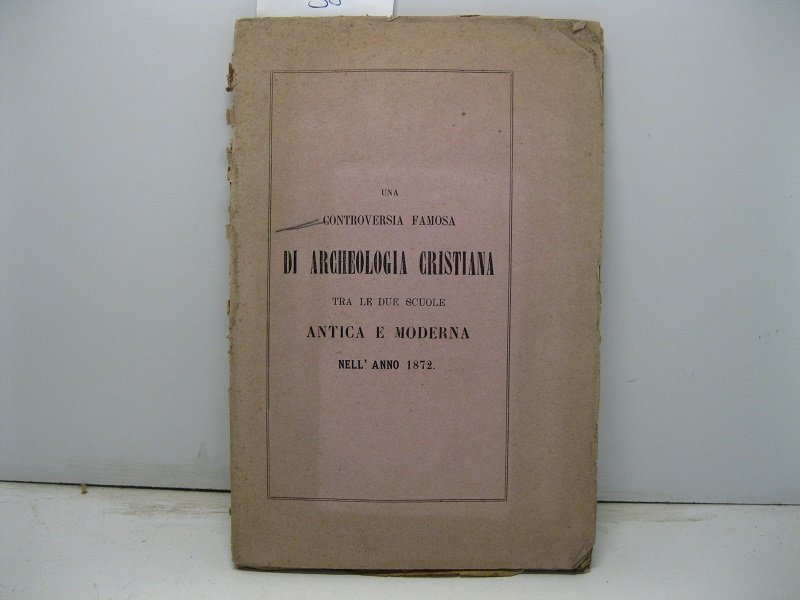 UNA
CONTROVERSIA FAMOSA
DI ARCHEOLOGIA CRISTIANA
TRA LE DUE SCUOLE
ANTICA E MODERNA
NELL' ANNO 1872.